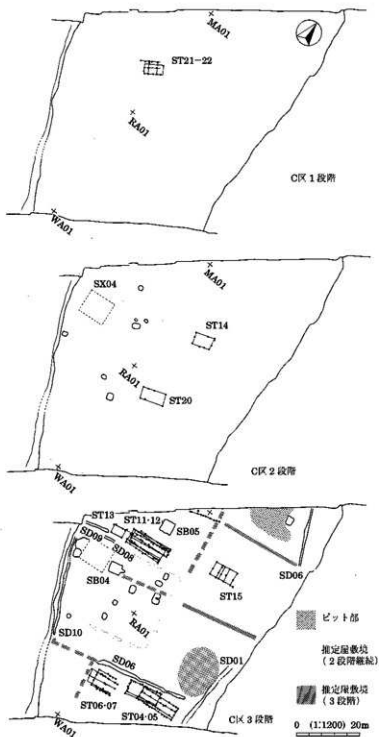 MA01
ST21-22
RA01
C区1段階
WA01
MA01
SX04
ST14
RA01
ST20
C区2段階
WA01
ST13
ST11·12
SD09
SD08
SB05
SB04
ST15
SD06
RA01
SD10
SD06
SD01
ST06·07
ST04·05
WA01
C区3段階
ピット部
推定屋敷境
(2段階継続)
推定屋敷境
(3段階)
0 (1:1200) 20m